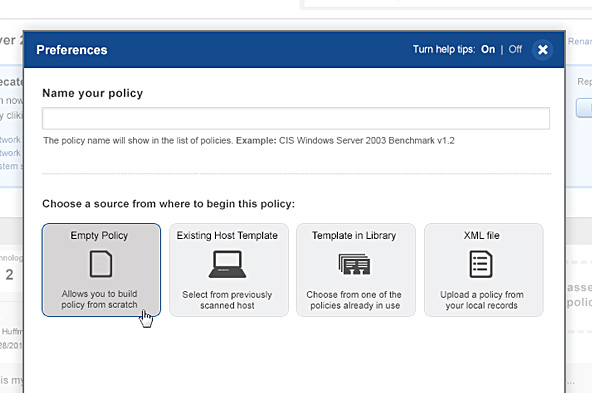 Preferences
Turn help tips: On | Off
Name your policy
The policy name will show in the list of policies. Example: CIS Windows Server 2003 Benchmark v1.2
Choose a source from where to begin this policy:
Empty Policy
Allows you to build
policy from scratch
Existing Host Template
Select from previously
scanned host
Template in Library
Choose from one of the
policies already in use
XML file
Upload a policy from
your local records
2